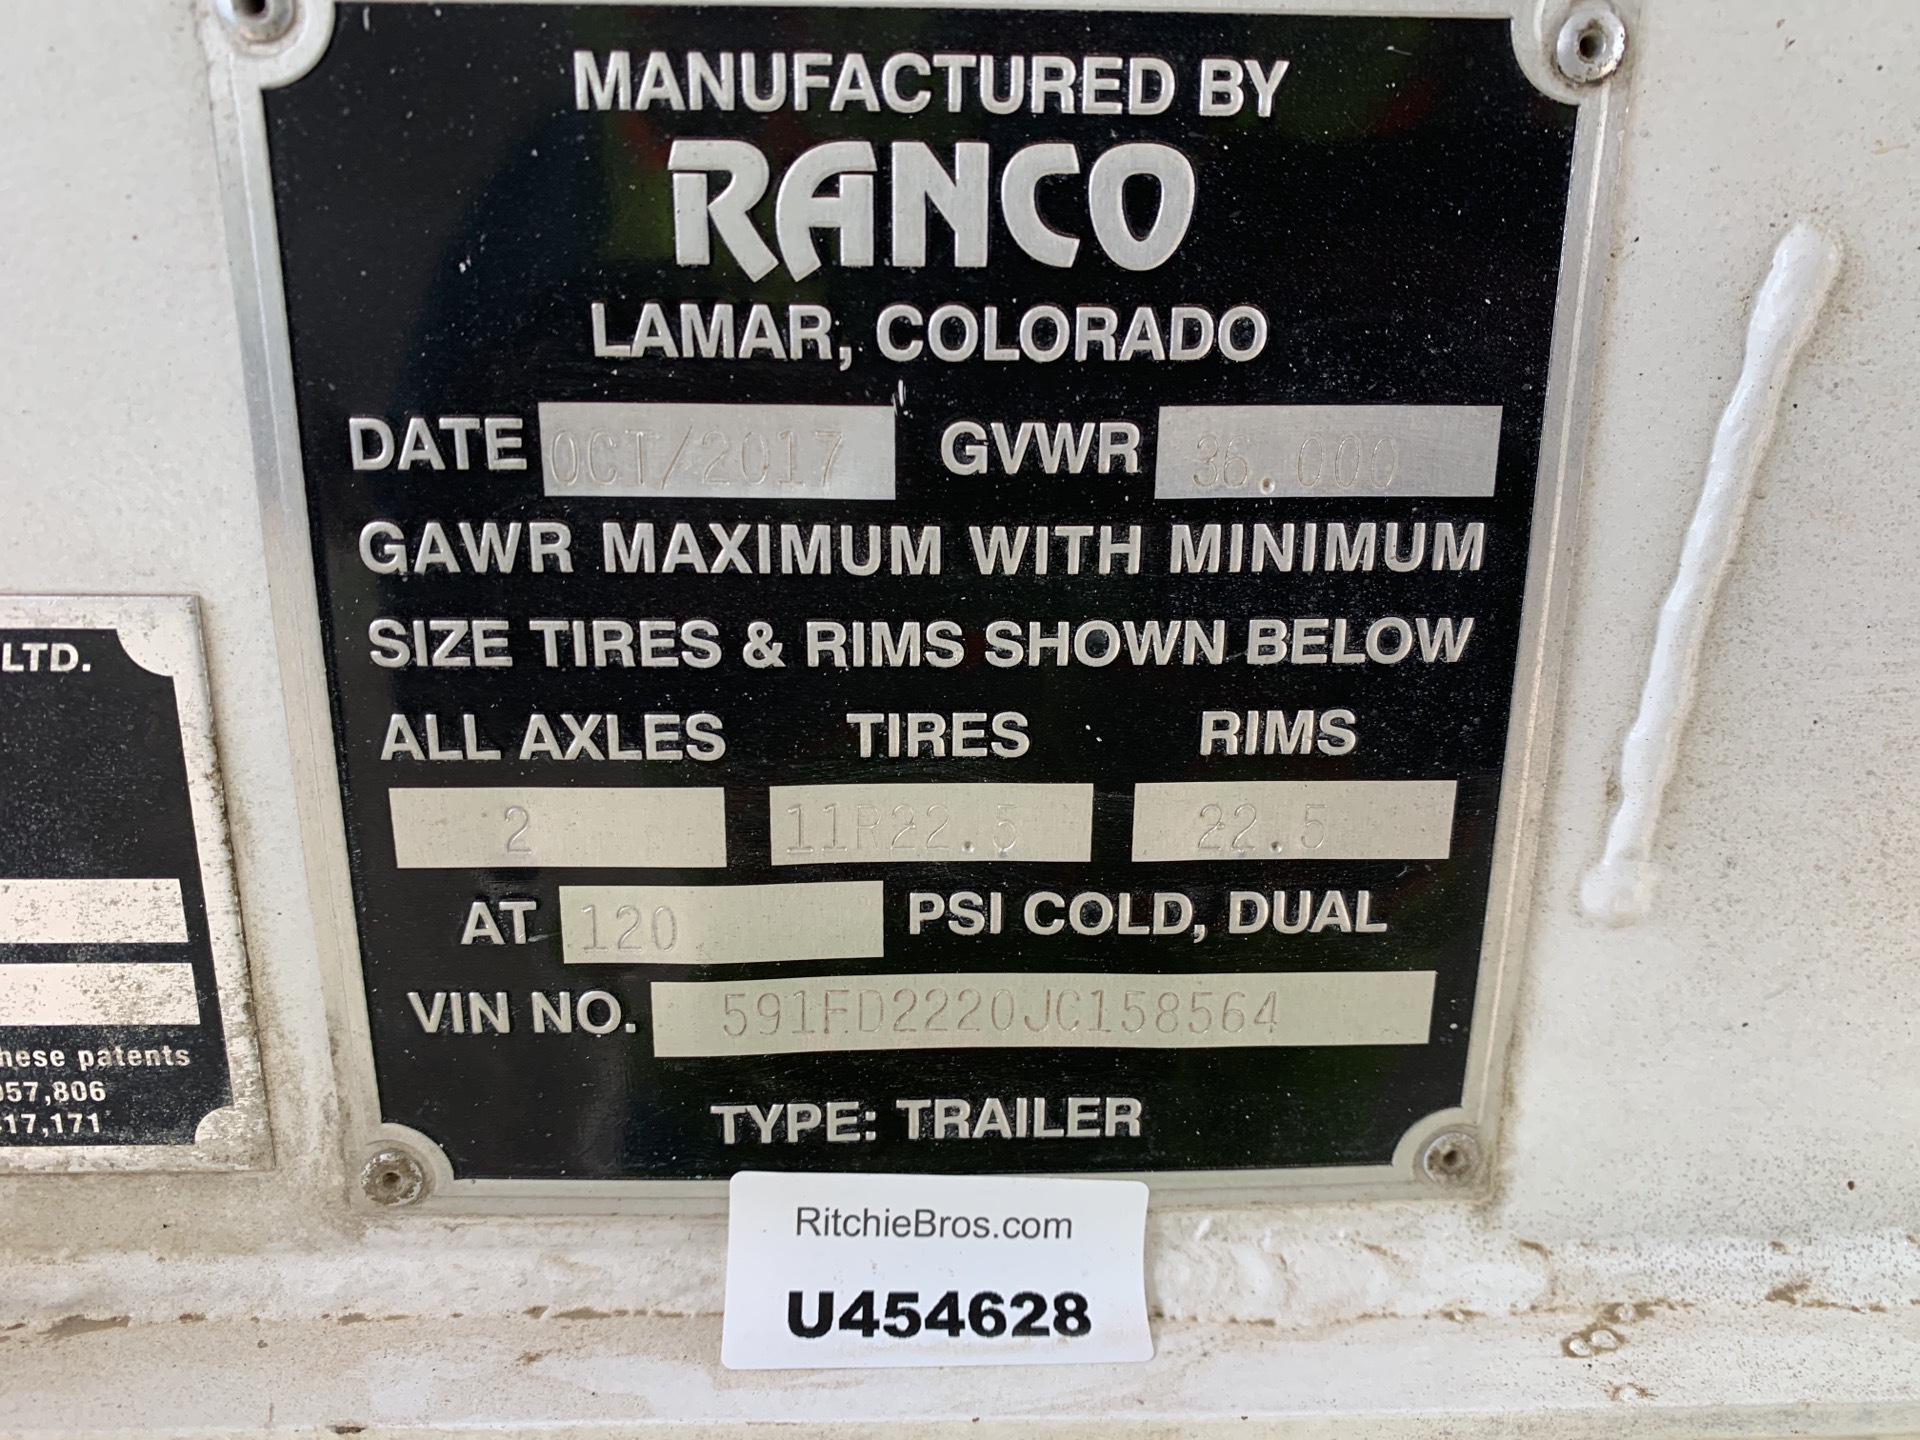 MANUFACTURED BY
RANCO
LAMAR, COLORADO
DATE OCT/2017 GVWR 36.000
GAWR MAXIMUM WITH MINIMUM
SIZE TIRES & RIMS SHOWN BELOW
ALL AXLES TIRES RIMS
2 11R22.5 22.5
AT 120 PSI COLD, DUAL
VIN NO. 591FD2220JC158564
TYPE: TRAILER
RitchieBros.com
U454628
LTD.
hese patents
057,806
17,171